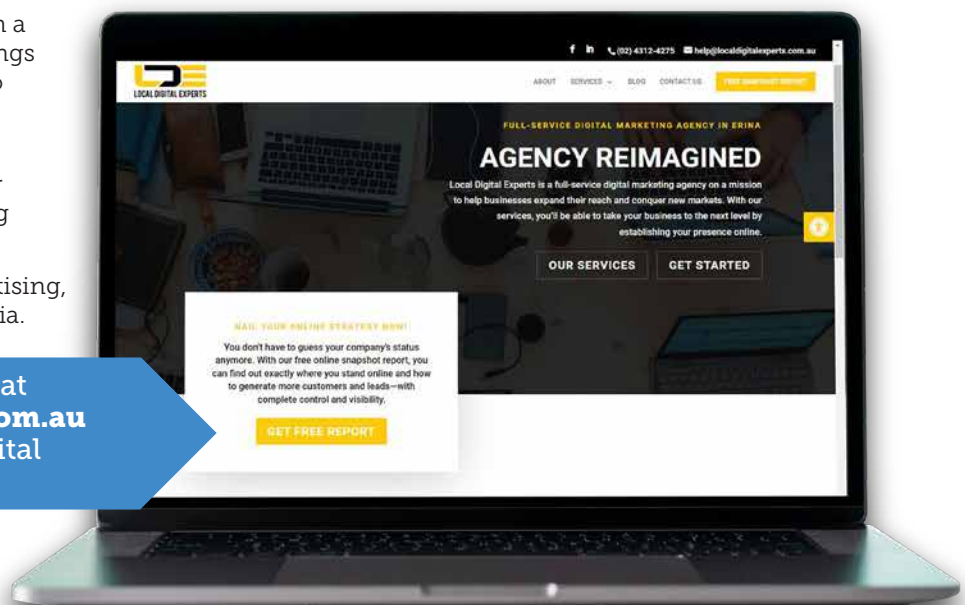 n a
ngs
o
g
tising,
ia.
at
om.au
ital
f in (02) 4312-4275 help@localdigitalexperts.com.au
LDE
LOCAL DIGITAL EXPERTS
ABOUT SERVICES BLOG CONTACT US FREE SNAPSHOT REPORT
FULL-SERVICE DIGITAL MARKETING AGENCY IN ERINA
AGENCY REIMAGINED
Local Digital Experts is a full-service digital marketing agency on a mission
to help businesses expand their reach and conquer new markets. With our
services, you'll be able to take your business to the next level by
establishing your presence online.
OUR SERVICES GET STARTED
NAIL YOUR ONLINE STRATEGY NOW!
You don't have to guess your company's status
anymore. With our free online snapshot report, you
can find out exactly where you stand online and how
to generate more customers and leads—with
complete control and visibility.
GET FREE REPORT